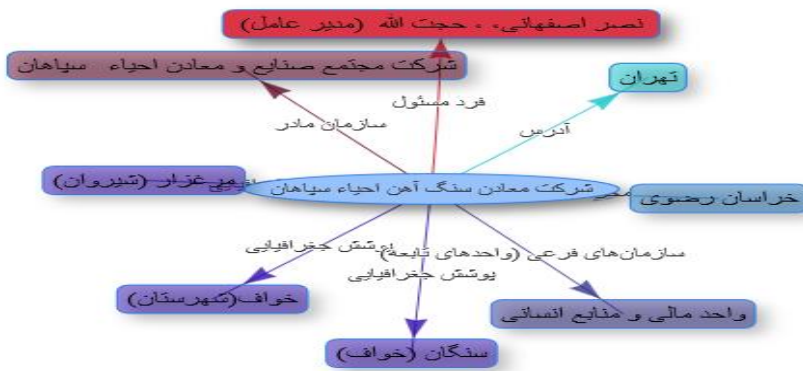 نصر اصفهانی، ، حجت الله (مدیر عامل)
شرکت مجتمع صنایع و معادن احیاء سپاهان
تهران
فرد مسئول
سازمان مادر
آدرس
مرغزار (شیروان)
شرکت معادن سنگ آهن احیاء سپاهان
خراسان رضوی
پوشش جغرافیایی
سازمان‌های فرعی (واحدهای تابعه)
پوشش جغرافیایی
خواف(شهرستان)
واحد مالی و منابع انسانی
سنگان (خواف)